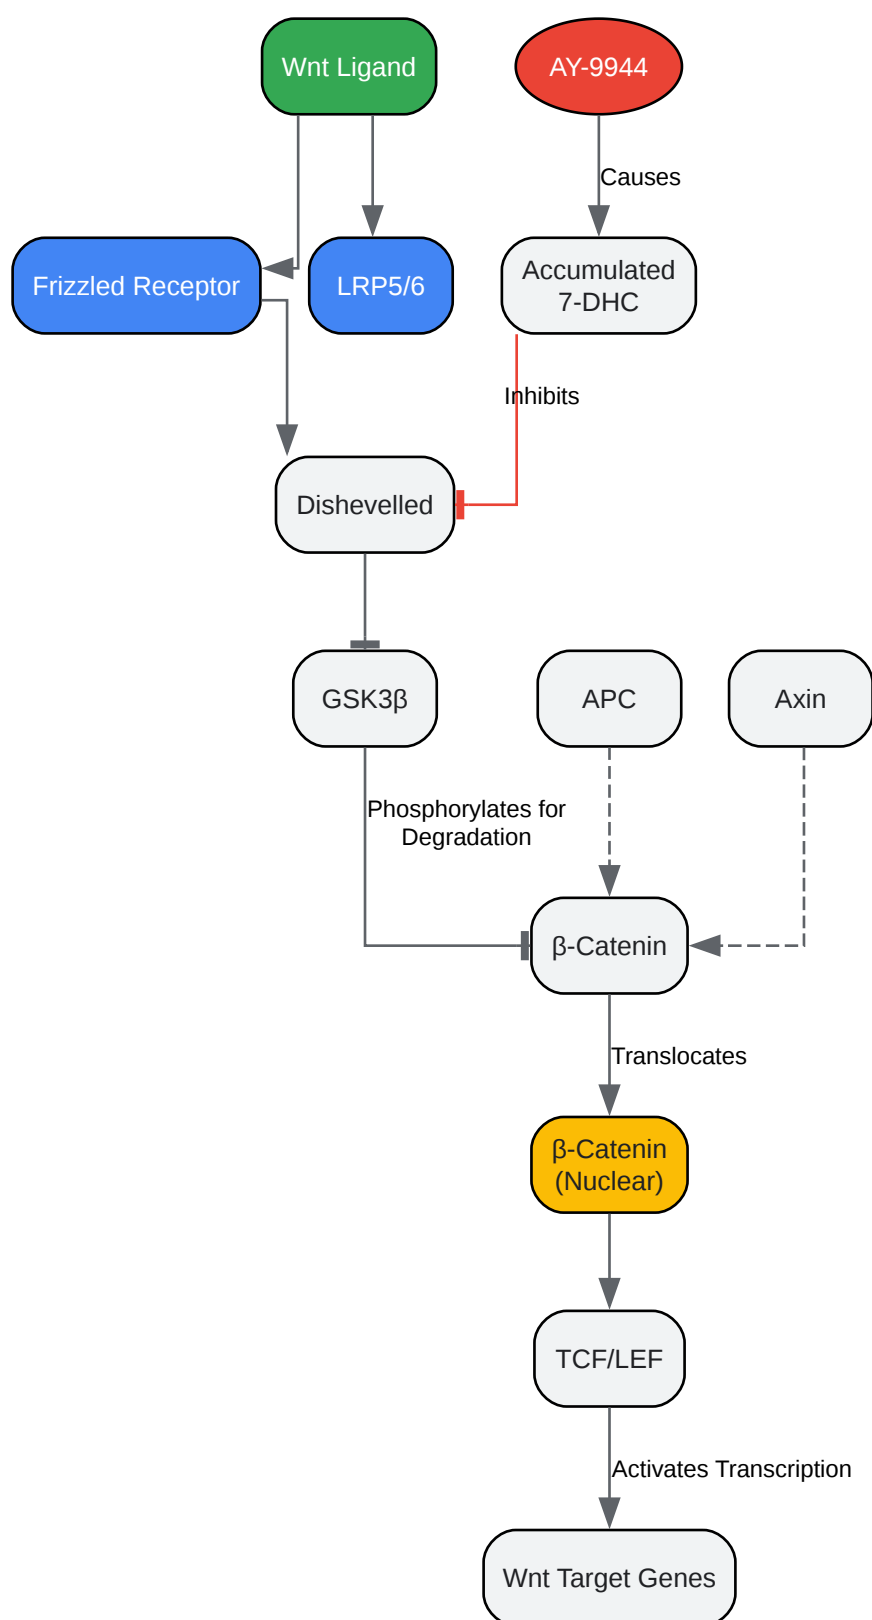 Wnt Ligand
AY-9944
Causes
Frizzled Receptor
LRP5/6
Accumulated
7-DHC
Inhibits
Dishevelled
GSK3β
APC
Axin
Phosphorylates for
Degradation
β-Catenin
Translocates
β-Catenin
(Nuclear)
TCF/LEF
Activates Transcription
Wnt Target Genes